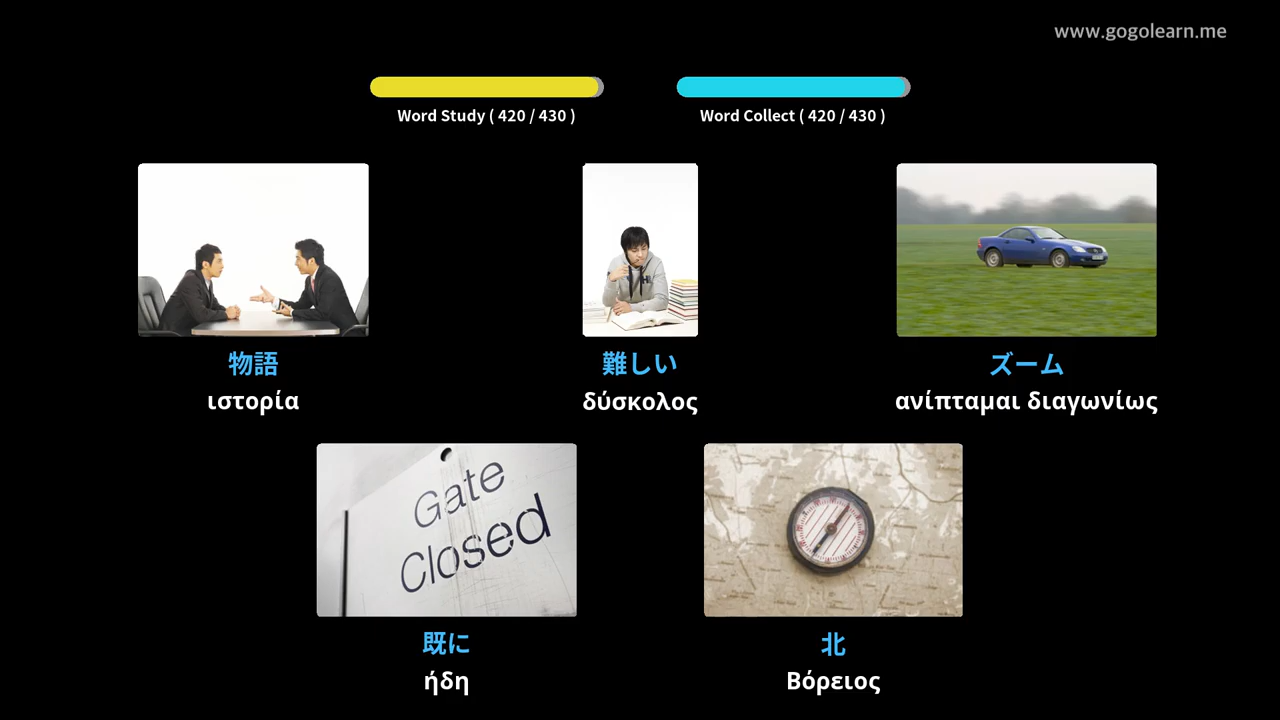 www.gogolearn.me
Word Study ( 420 / 430 )
Word Collect ( 420 / 430 )
物語
ιστορία
難しい
δύσκολος
ズーム
ανίπταμαι διαγωνίως
Gate
Closed
既に
ήδη
北
Βόρειος